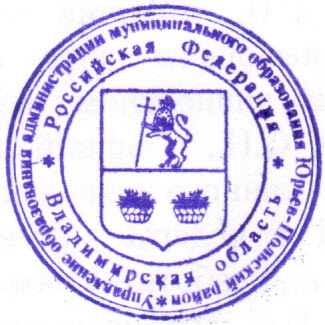 Управление образования администрации муниципального образования Юрьев-Польский район *
* Российская Федерация *
Владимирская область